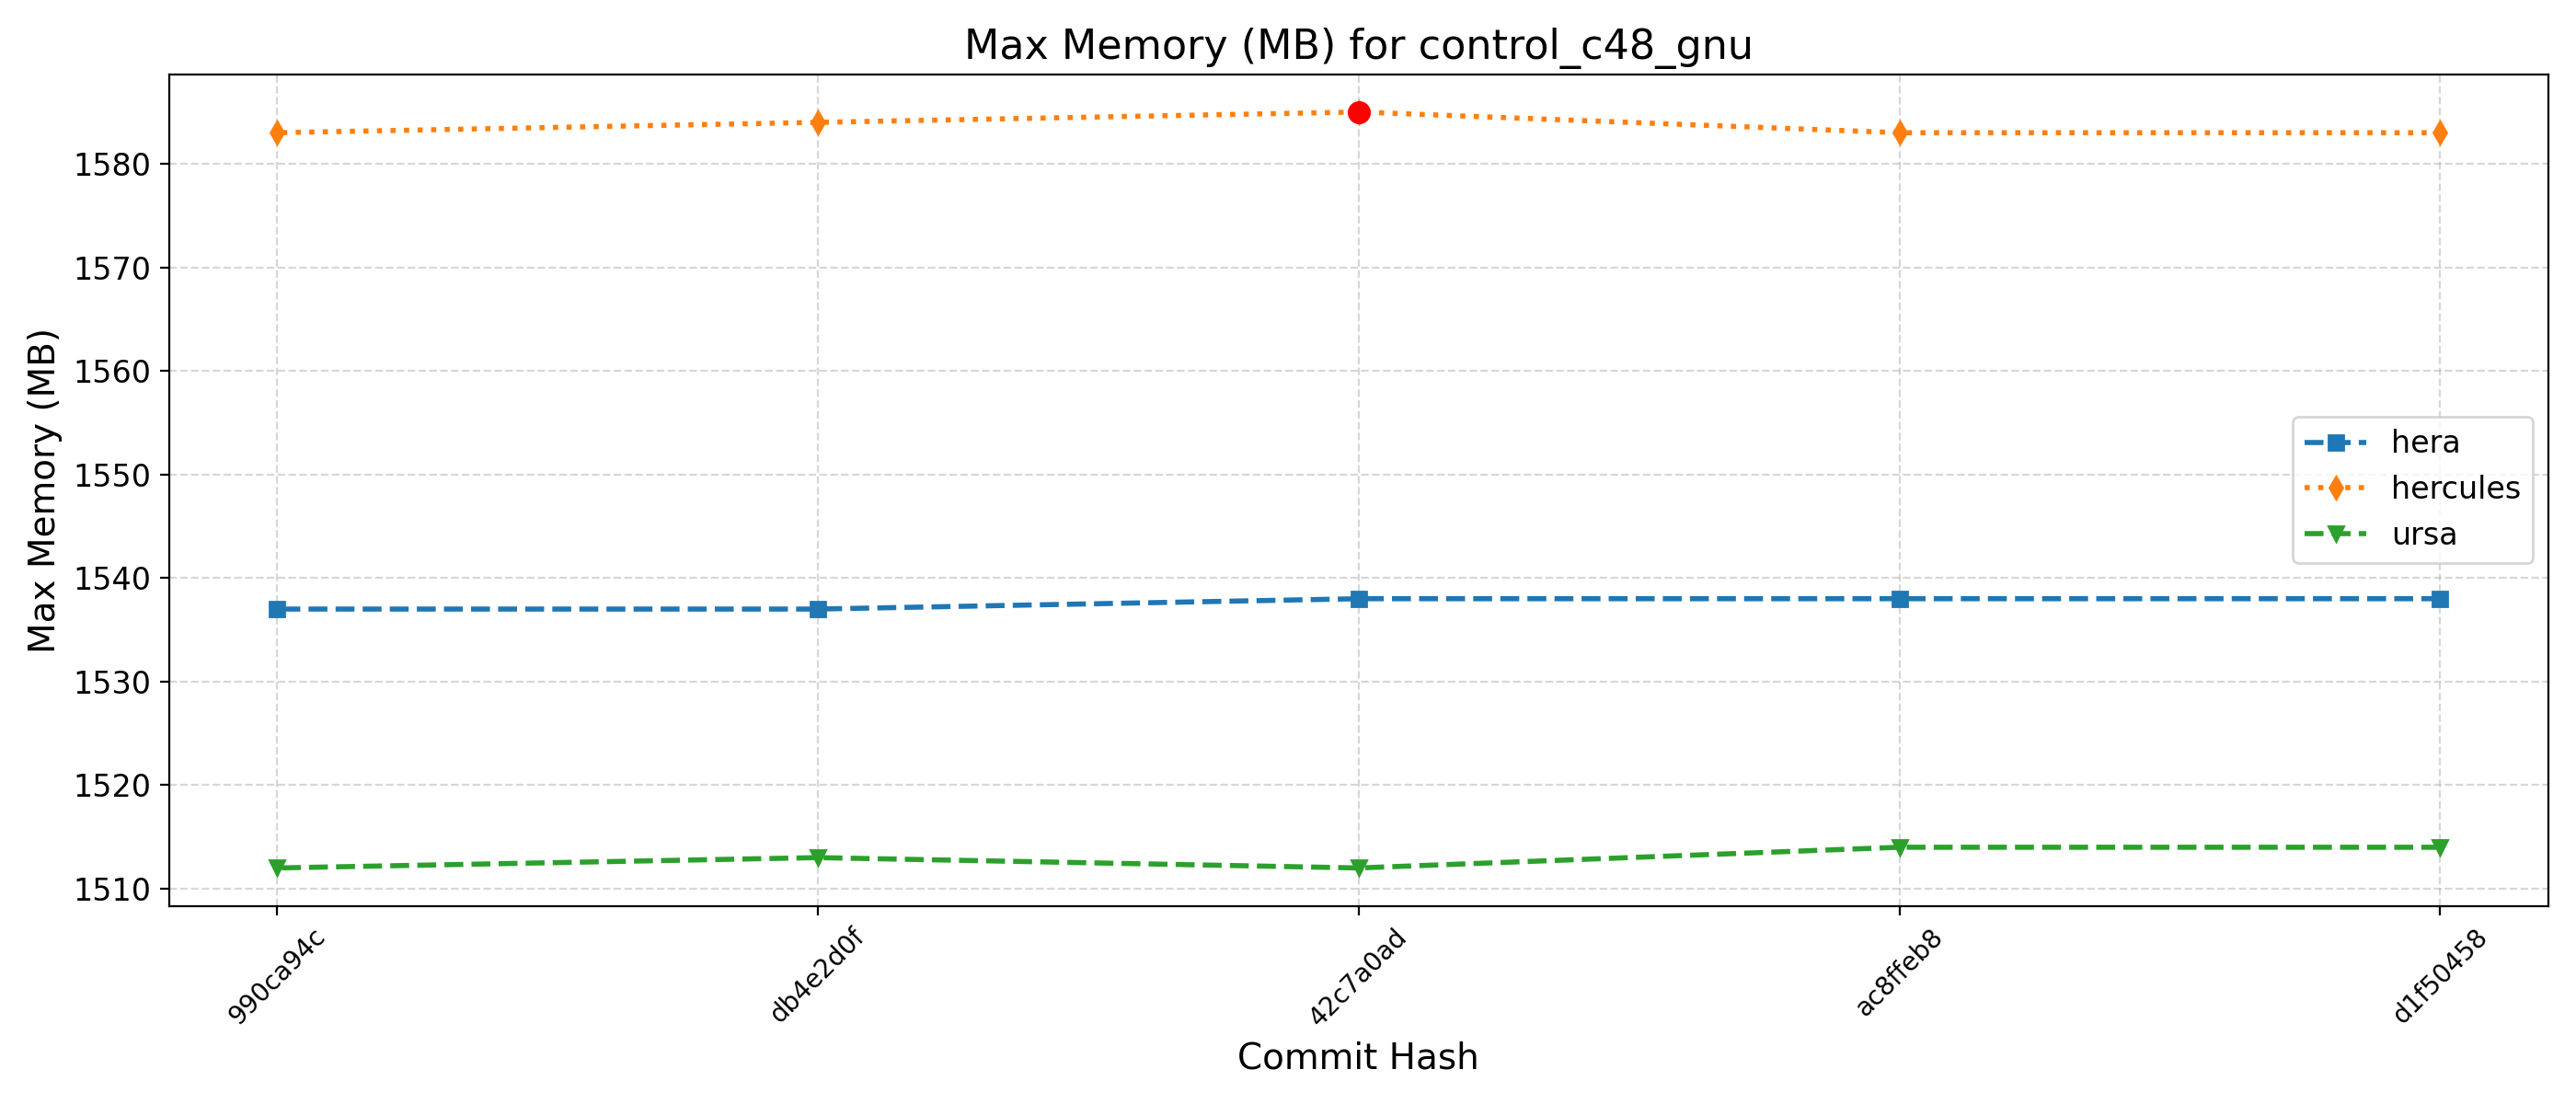 Max Memory (MB) for control_c48_gnu
Max Memory (MB)
1580
1570
1560
1550
1540
1530
1520
1510
hera
hercules
ursa
990ca94c
db4e2d0f
42c7a0ad
ac8ffeb8
d1f50458
Commit Hash